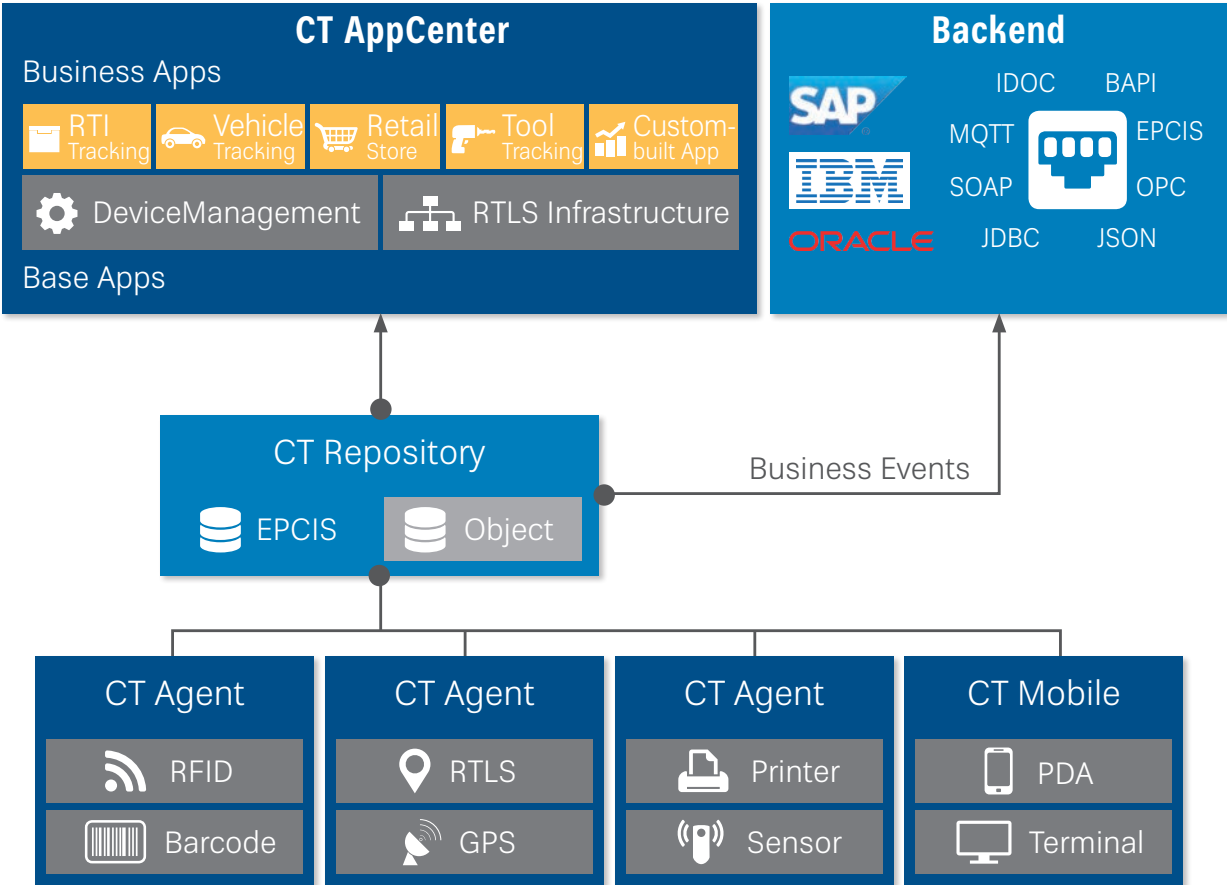 CT AppCenter
Business Apps
RTI
Tracking
Vehicle
Tracking
Retail
Store
Tool
Tracking
Custom-
built App
DeviceManagement
RTLS Infrastructure
Base Apps
Backend
SAP
IBM
ORACLE
IDOC
BAPI
MQTT
EPCIS
SOAP
OPC
JDBC
JSON
CT Repository
EPCIS
Object
Business Events
CT Agent
RFID
Barcode
CT Agent
RTLS
GPS
CT Agent
Printer
Sensor
CT Mobile
PDA
Terminal